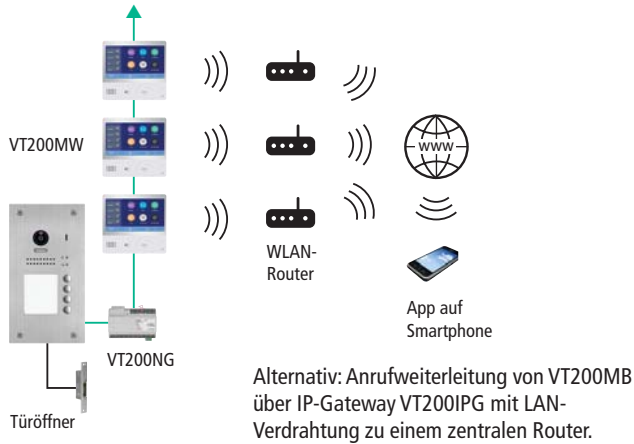 VT200MW
www
WLAN-
Router
App auf
Smartphone
VT200NG
Türöffner
Alternativ: Anrufweiterleitung von VT200MB
über IP-Gateway VT200IPG mit LAN-
Verdrahtung zu einem zentralen Router.